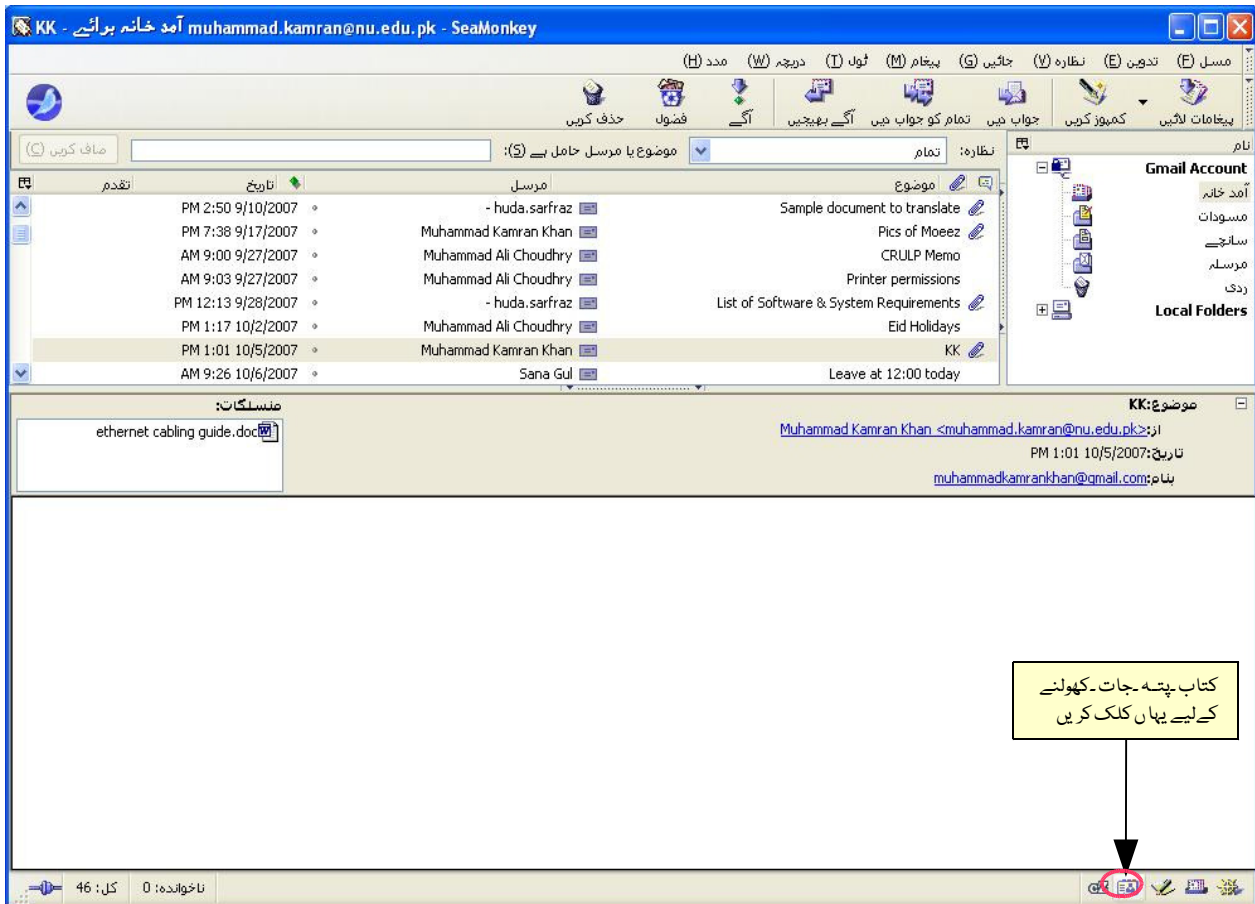 KK - آمد خانہ برائے muhammad.kamran@nu.edu.pk - SeaMonkey
مسل (F) تدوین (E) نظارہ (V) جائیں (G) پیغام (M) ٹول (T) دریچہ (W) مدد (H)
پیغامات لائیں کمپوز کریں جواب دیں تمام کو جواب دیں آگے بھیجیں آگے فضول حذف کریں
نام
Gmail Account
آمد خانہ
مسودات
سانچے
مرسلہ
ردی
Local Folders
نظارہ: تمام موضوع یا مرسل حامل ہے (S): صاف کریں (C)
موضوع مرسل تاریخ تقدم
Sample document to translate huda.sarfraz - 9/10/2007 2:50 PM
Pics of Moeez Muhammad Kamran Khan 9/17/2007 7:38 PM
CRULP Memo Muhammad Ali Choudhry 9/27/2007 9:00 AM
Printer permissions Muhammad Ali Choudhry 9/27/2007 9:03 AM
List of Software & System Requirements huda.sarfraz - 9/28/2007 12:13 PM
Eid Holidays Muhammad Ali Choudhry 10/2/2007 1:17 PM
KK Muhammad Kamran Khan 10/5/2007 1:01 PM
Leave at 12:00 today Sana Gul 10/6/2007 9:26 AM
موضوع:KK
از:Muhammad Kamran Khan <muhammad.kamran@nu.edu.pk>
تاریخ:10/5/2007 1:01 PM
بنام:muhammadkamrankhan@gmail.com
منسلکات:
ethernet cabling guide.doc
کتاب۔پتہ۔جات۔کھولنے
کےلیے یہاں کلک کریں
ناخواندہ: 0 کل: 46